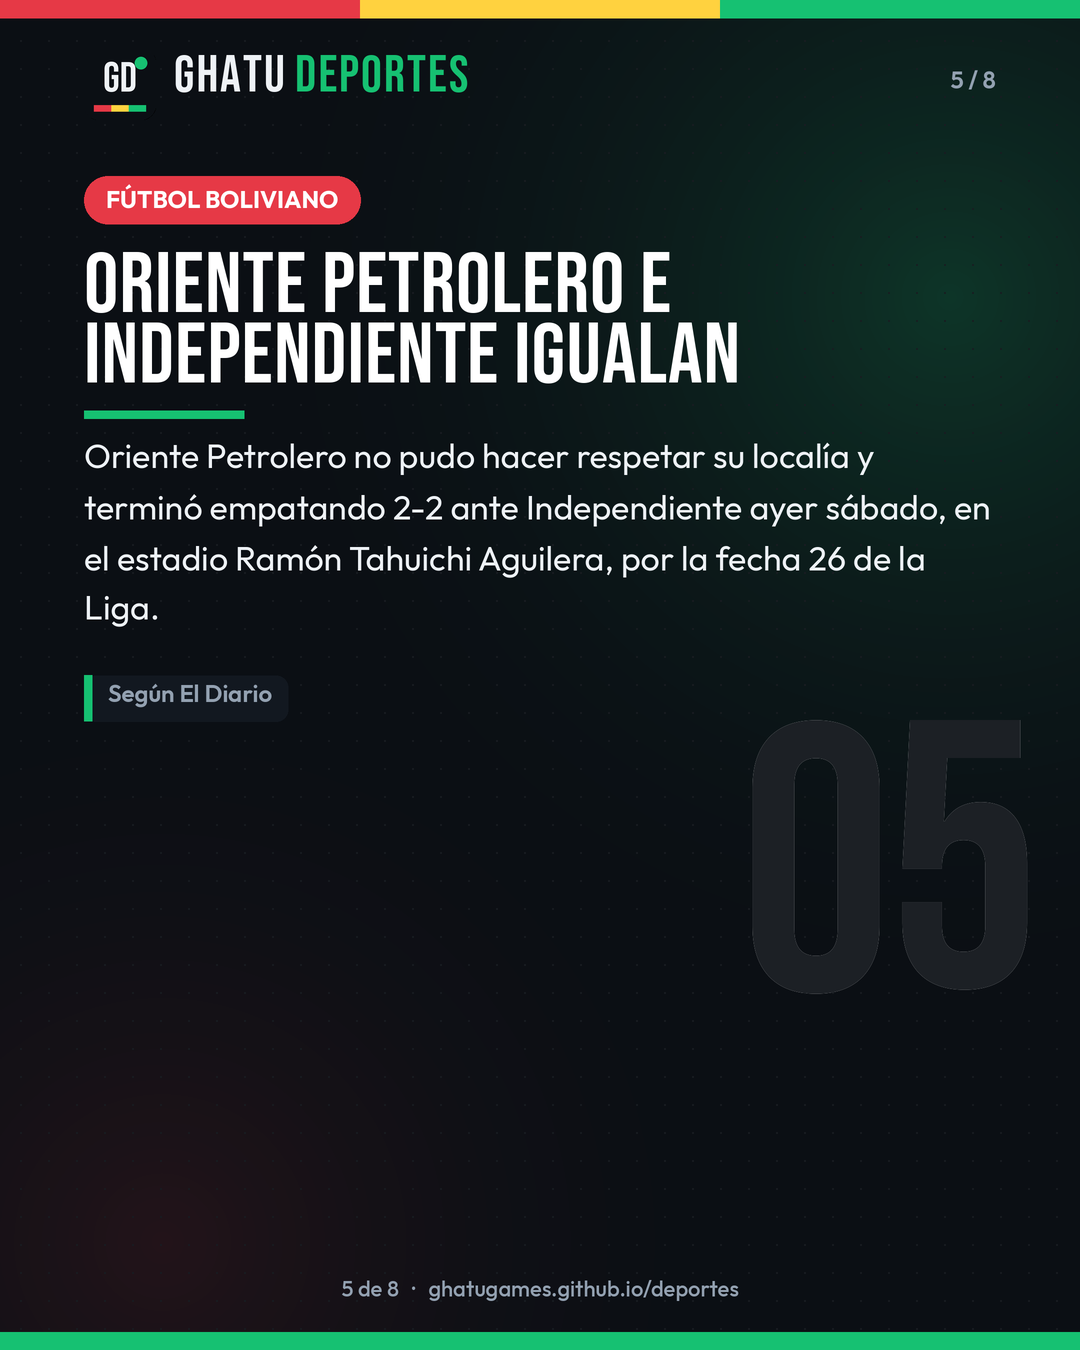 GD GHATU DEPORTES
5 / 8
FÚTBOL BOLIVIANO
ORIENTE PETROLERO E
INDEPENDIENTE IGUALAN
Oriente Petrolero no pudo hacer respetar su localía y
terminó empatando 2-2 ante Independiente ayer sábado, en
el estadio Ramón Tahuichi Aguilera, por la fecha 26 de la
Liga.
Según El Diario
05
5 de 8 · ghatugames.github.io/deportes